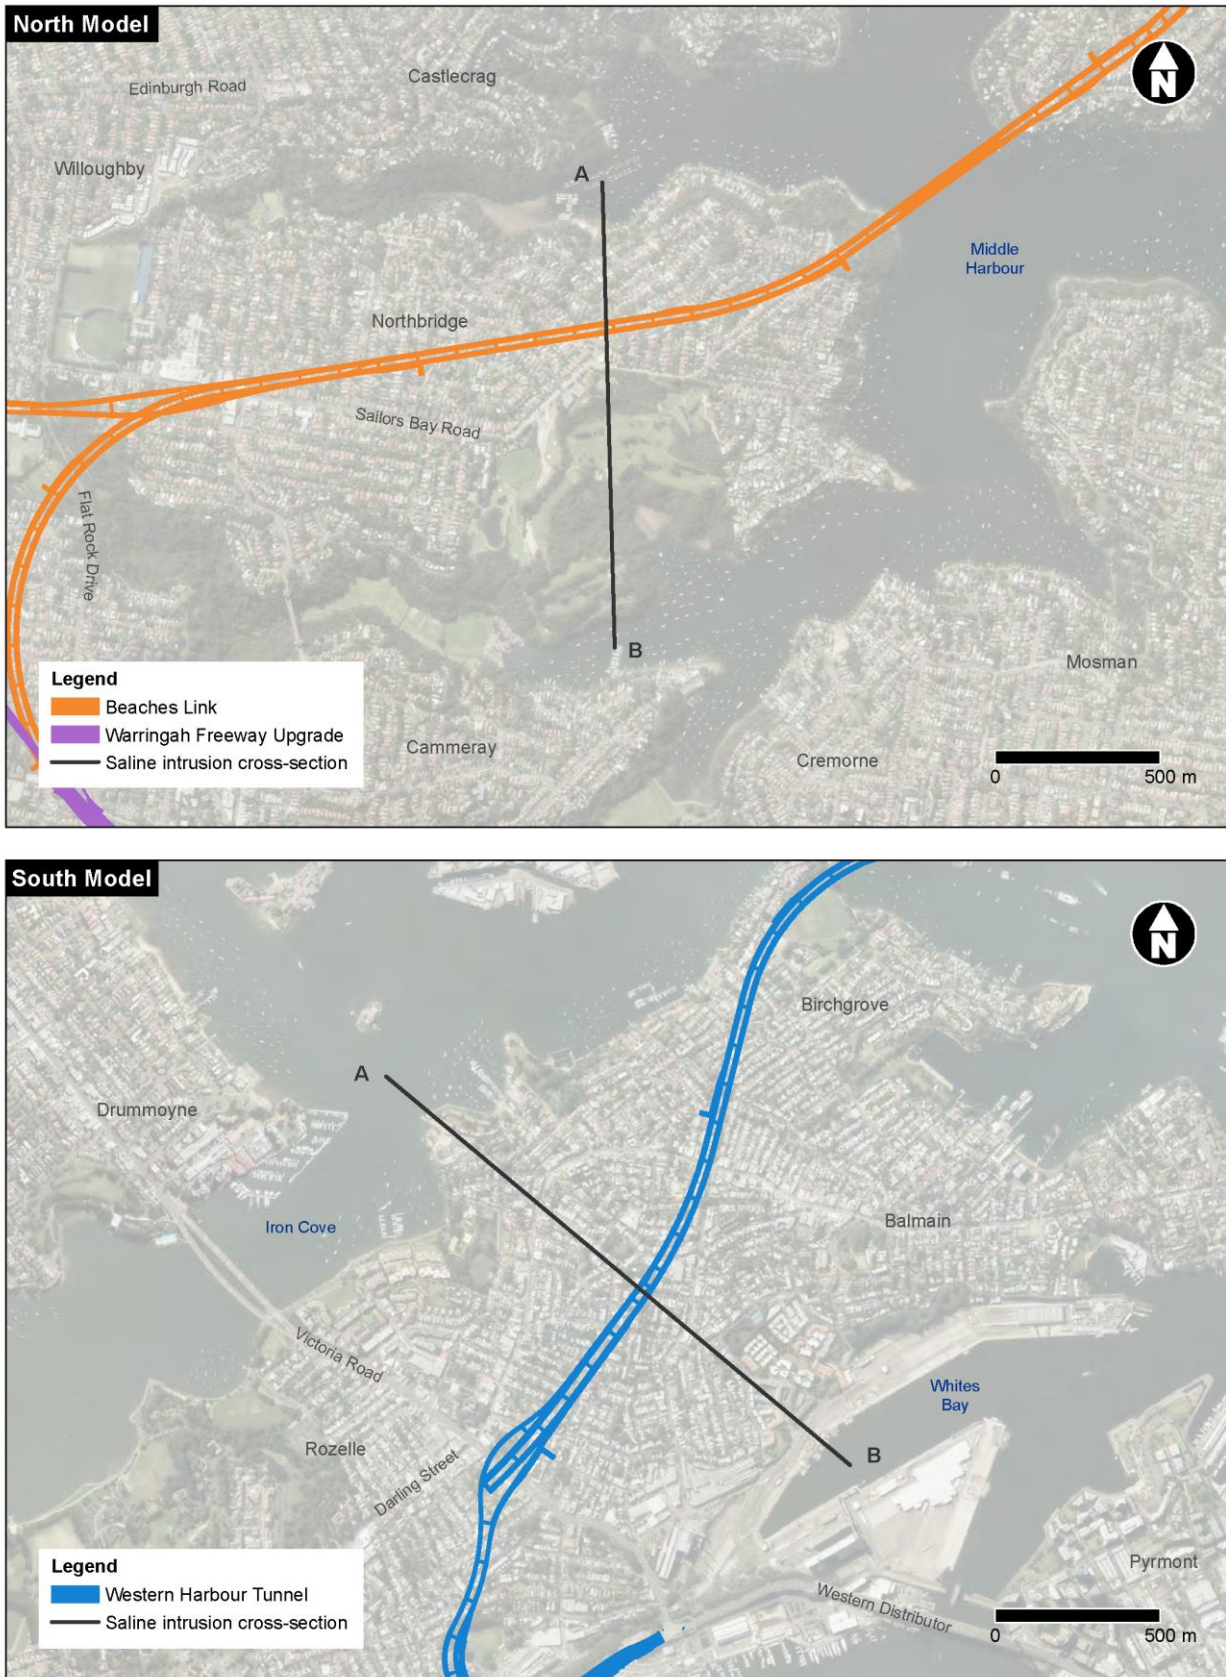 North Model
N
Castlecrag
Edinburgh Road
Willoughby
A
Middle
Harbour
Northbridge
Sailors Bay Road
Flat Rock Drive
B
Mosman
Legend
Beaches Link
Warringah Freeway Upgrade
Saline intrusion cross-section
Cammeray
Cremorne
0 500 m
South Model
N
Birchgrove
A
Drummoyne
Iron Cove
Balmain
Victoria Road
Whites
Bay
Rozelle
Darling Street
B
Legend
Western Harbour Tunnel
Saline intrusion cross-section
Pyrmont
Western Distributor
0 500 m